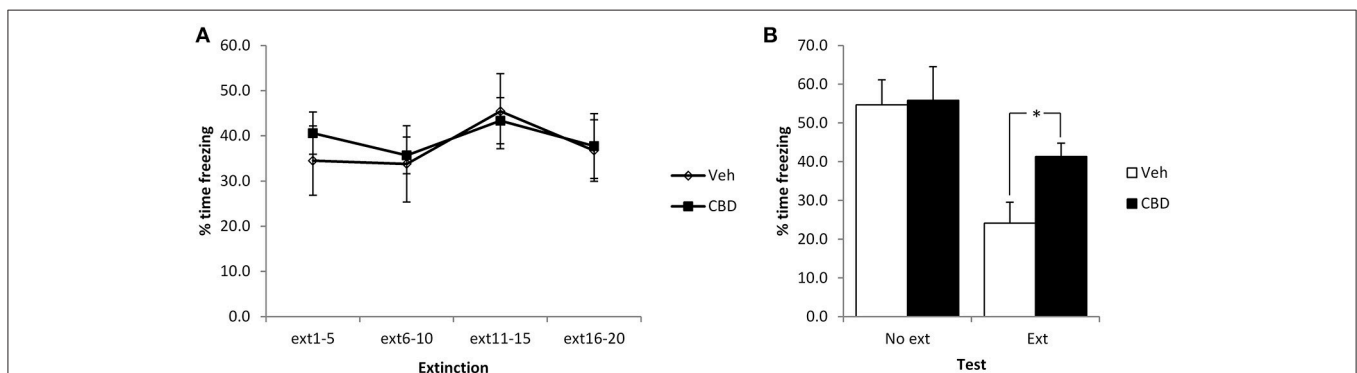 A
% time freezing
60.0
50.0
40.0
30.0
20.0
10.0
0.0
ext1-5 ext6-10 ext11-15 ext16-20
Extinction
Veh
CBD
B
% time freezing
70.0
60.0
50.0
40.0
30.0
20.0
10.0
0.0
*
No ext Ext
Test
Veh
CBD